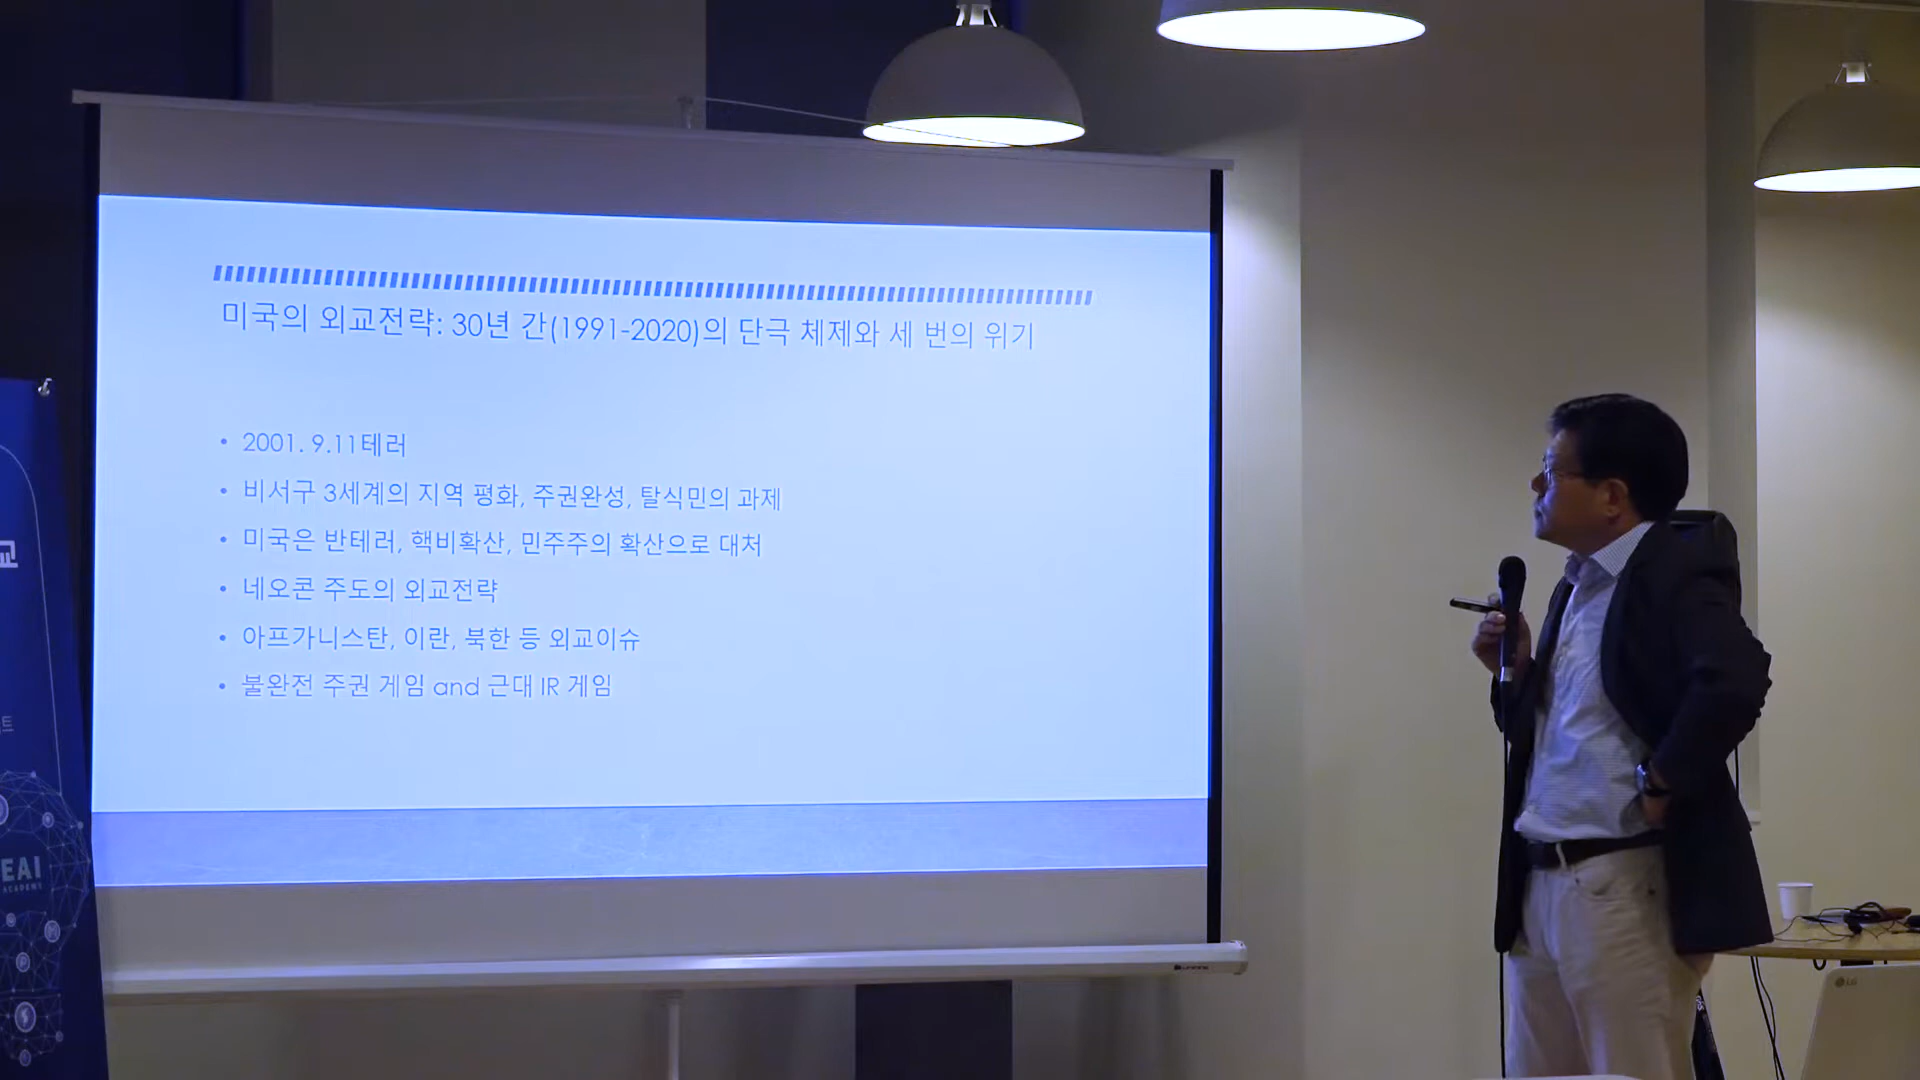 미국의 외교전략: 30년 간(1991-2020)의 단극 체제와 세 번의 위기
• 2001. 9.11테러
• 비서구 3세계의 지역 평화, 주권완성, 탈식민의 과제
• 미국은 반테러, 핵비확산, 민주주의 확산으로 대처
• 네오콘 주도의 외교전략
• 아프가니스탄, 이란, 북한 등 외교이슈
• 불완전 주권 게임 and 근대 IR 게임
교
트
EAI
ACADEMY
LG